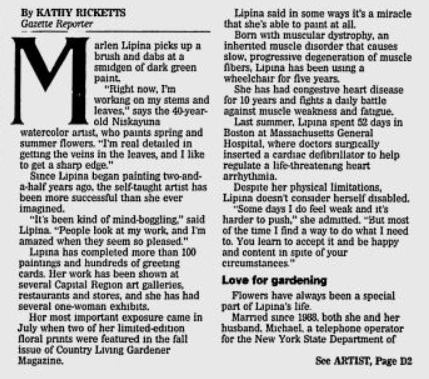 By KATHY RICKETTS
Gazette Reporter
Marlen Lipina picks up a
brush and dabs at a
smidgen of dark green
paint.
"Right now, I'm
working on my stems and
leaves," says the 40-year-
old Niskayuna
watercolor artist, who paints spring and
summer flowers. "I'm real detailed in
getting the veins in the leaves, and I like
to get a sharp edge."
Since Lipina began painting two-and-
a-half years ago, the self-taught artist has
been more successful than she ever
imagined.
"It's been kind of mind-boggling," said
Lipina. "People look at my work, and I'm
amazed when they seem so pleased."
Lipina has completed more than 100
paintings and hundreds of greeting
cards. Her work has been shown at
several Capital Region art galleries,
restaurants and stores, and she has had
several one-woman exhibits.
Her most important exposure came in
July when two of her limited-edition
floral prints were featured in the fall
issue of Country Living Gardener
Magazine.
Lipina said in some ways it's a miracle
that she's able to paint at all.
Born with muscular dystrophy, an
inherited muscle disorder that causes
slow, progressive degeneration of muscle
fibers, Lipina has been using a
wheelchair for five years.
She has had congestive heart disease
for 10 years and fights a daily battle
against muscle weakness and fatigue.
Last summer, Lipina spent 52 days in
Boston at Massachusetts General
Hospital, where doctors surgically
inserted a cardiac defibrillator to help
regulate a life-threatening heart
arrhythmia.
Despite her physical limitations,
Lipina doesn't consider herself disabled.
"Some days I do feel weak and it's
harder to push," she admitted. "But most
of the time I find a way to do what I need
to. You learn to accept it and be happy
and content in spite of your
circumstances."
Love for gardening
Flowers have always been a special
part of Lipina's life.
Married since 1988, both she and her
husband, Michael, a telephone operator
for the New York State Department of
See ARTIST, Page D2